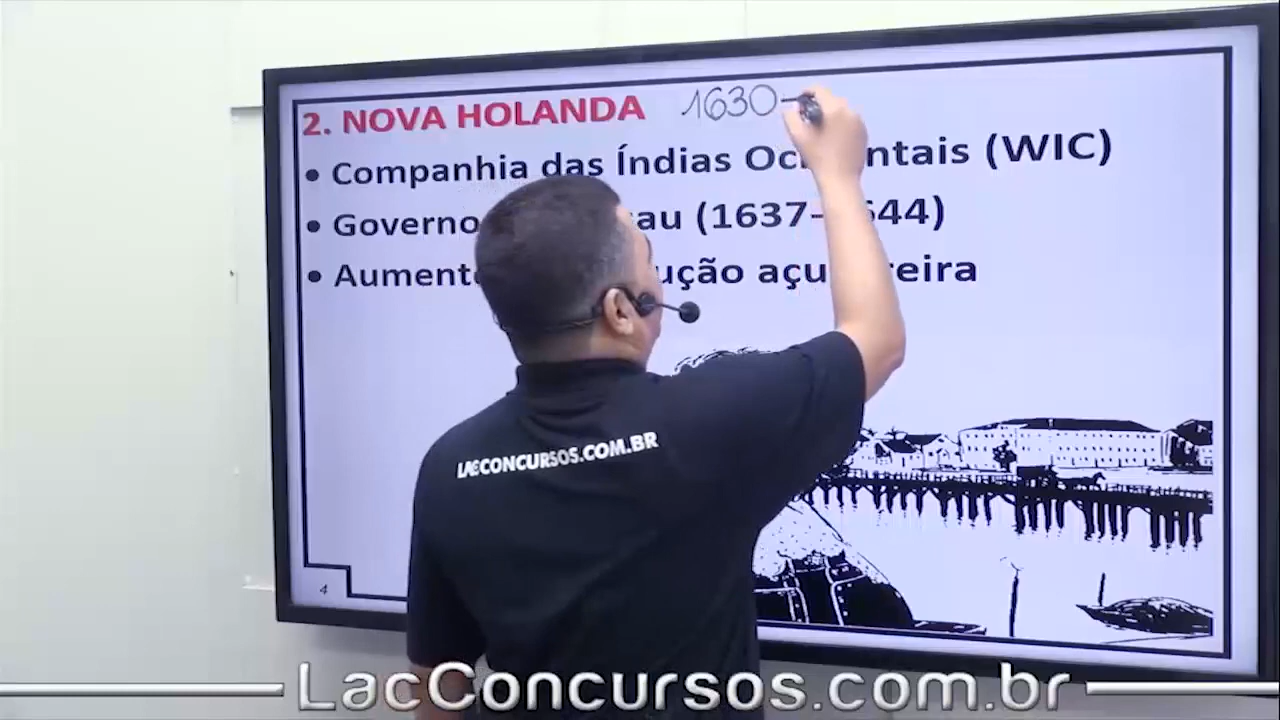 2. NOVA HOLANDA 1630-
• Companhia das Índias Oc ntais (WIC)
• Governo au (1637- 644)
• Aument ução açu reira
LACCONCURSOS.COM.BR
4
LacConcursos.com.br